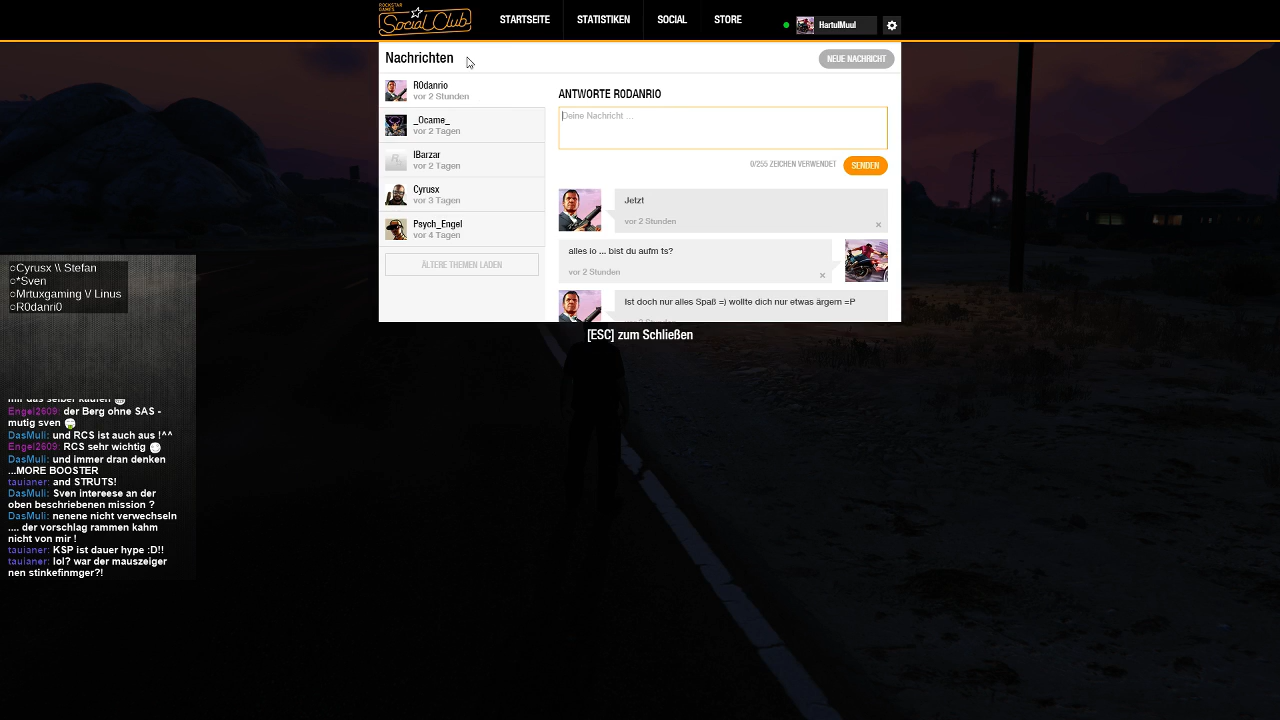 ROCKSTAR
GAMES
Social Club
STARTSEITE
STATISTIKEN
SOCIAL
STORE
HartulMuul
Nachrichten
NEUE NACHRICHT
R0danrio
vor 2 Stunden
_Ocame_
vor 2 Tagen
IBarzar
vor 2 Tagen
Cyrusx
vor 3 Tagen
Psych_Engel
vor 4 Tagen
ÄLTERE THEMEN LADEN
ANTWORTE R0DANRIO
Deine Nachricht ...
0/255 ZEICHEN VERWENDET
SENDEN
Jetzt
vor 2 Stunden
alles io ... bist du aufm ts?
vor 2 Stunden
Ist doch nur alles Spaß =) wollte dich nur etwas ärgern =P
[ESC] zum Schließen
○Cyrusx \\ Stefan
○*Sven
○Mrtuxgaming \/ Linus
○R0danri0
mir das selber kaufen
Engel2609: der Berg ohne SAS -
mutig sven
DasMuli: und RCS ist auch aus !^^
Engel2609: RCS sehr wichtig
DasMuli: und immer dran denken
...MORE BOOSTER
tauianer: and STRUTS!
DasMuli: Sven intereese an der
oben beschriebenen mission ?
DasMuli: nenene nicht verwechseln
.... der vorschlag rammen kahm
nicht von mir !
tauianer: KSP ist dauer hype :D!!
tauianer: lol? war der mauszeiger
nen stinkefinmger?!